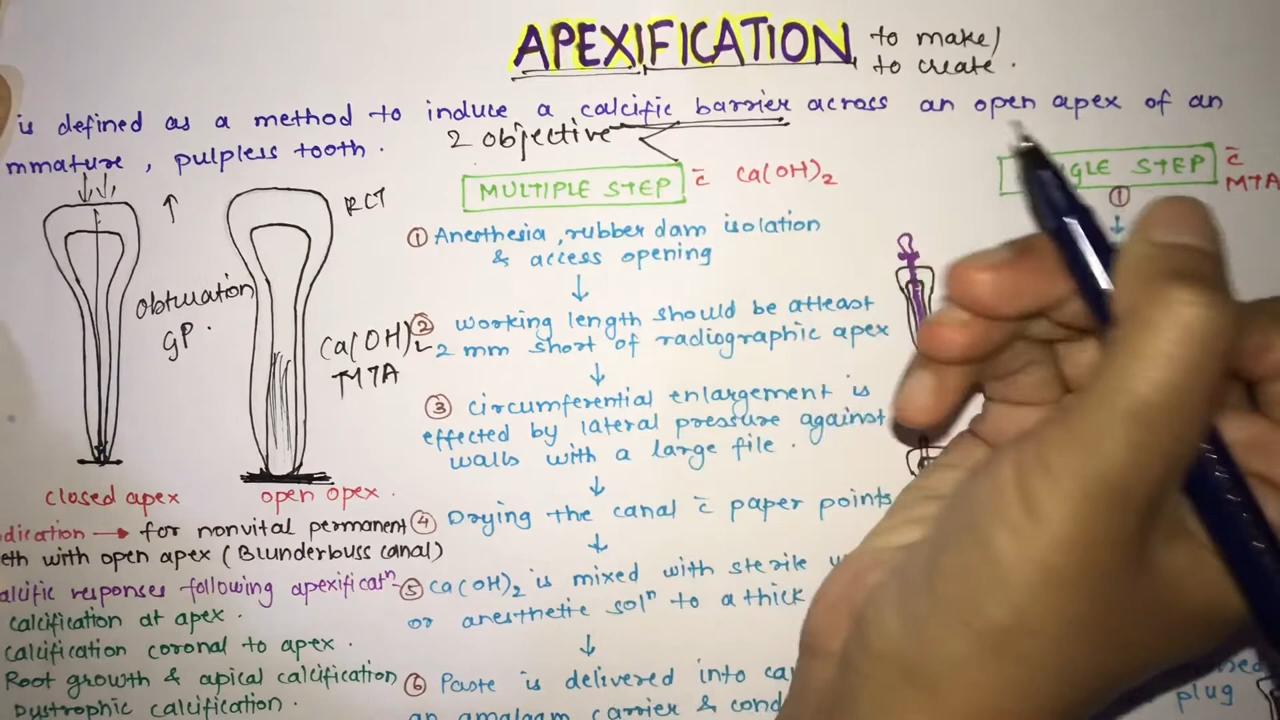 APEXIFICATION to make/
to create.
is defined as a method to induce a calcific barrier across an open apex of an
mmature, pulpless tooth.
2 objective
RCT
obturation
GP.
Ca(OH)2
MTA
closed apex
open opex.
dication → for nonvital permanent
eth with open apex (Blunderbuss canal)
alcific responses following apexificatn
calcification at apex.
calcification coronal to apex.
Root growth & apical calcification
Dystrophic calcification.
MULTIPLE STEP c̄ Ca(OH)2
① Anesthesia, rubber dam isolation
& access opening
② working length should be atleast
2 mm short of radiographic apex
③ circumferential enlargement is
effected by lateral pressure against
walls with a large file.
④ Drying the canal c̄ paper points
⑤ Ca(OH)2 is mixed with sterile
or anesthetic soln to a thick
⑥ Paste is delivered into
an amalgam carrier &
STEP c̄
MTA
①
plug